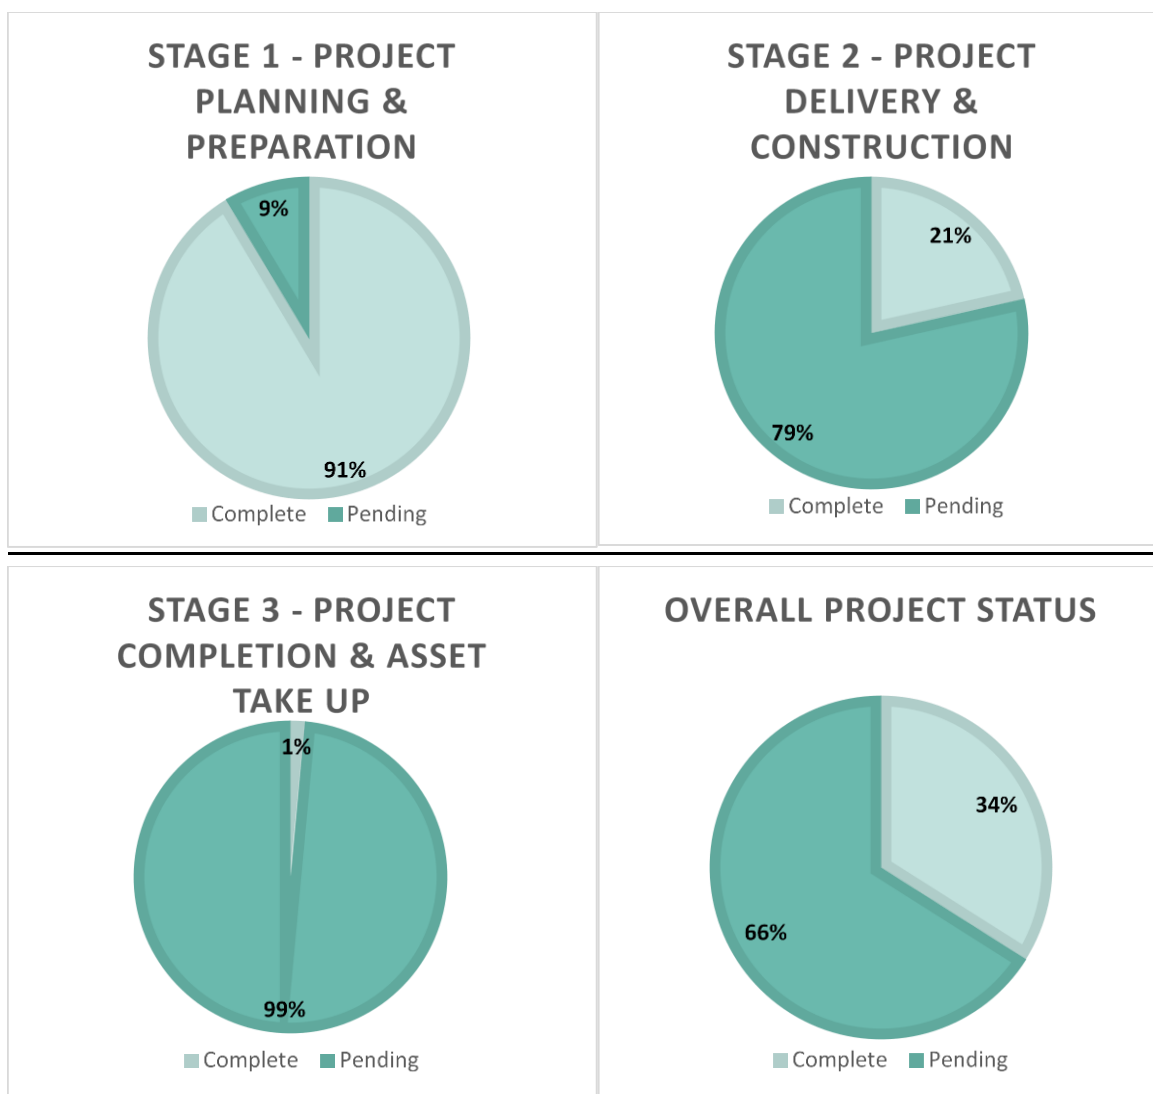 STAGE 1 - PROJECT
PLANNING &
PREPARATION
9%
91%
Complete Pending
STAGE 2 - PROJECT
DELIVERY &
CONSTRUCTION
21%
79%
Complete Pending
STAGE 3 - PROJECT
COMPLETION & ASSET
TAKE UP
1%
99%
Complete Pending
OVERALL PROJECT STATUS
34%
66%
Complete Pending